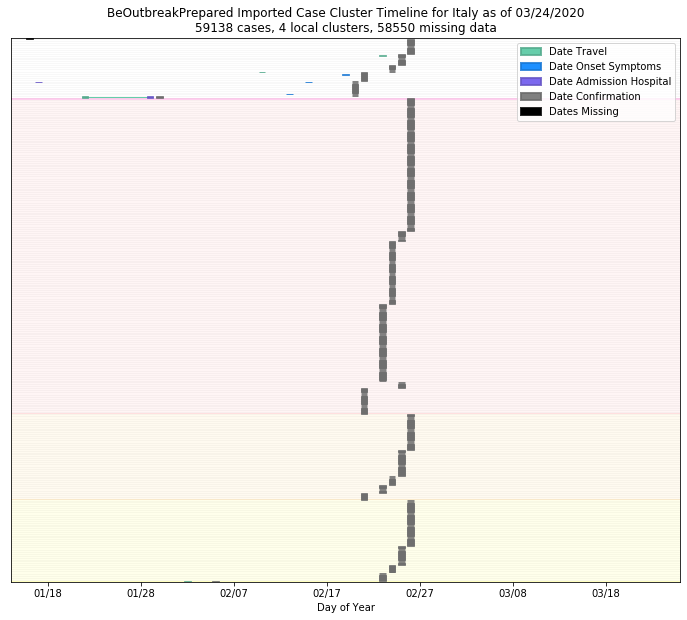 BeOutbreakPrepared Imported Case Cluster Timeline for Italy as of 03/24/2020
59138 cases, 4 local clusters, 58550 missing data
Date Travel
Date Onset Symptoms
Date Admission Hospital
Date Confirmation
Dates Missing
01/18 01/28 02/07 02/17 02/27 03/08 03/18
Day of Year